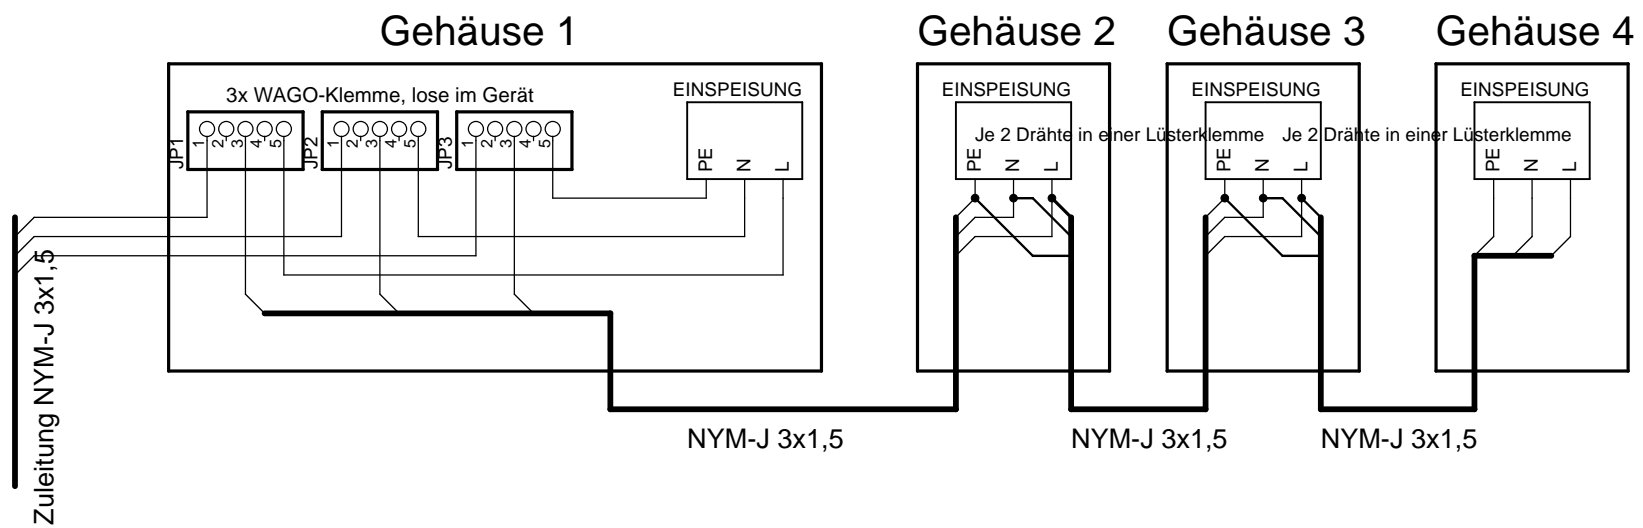 Gehäuse 1
Gehäuse 2
Gehäuse 3
Gehäuse 4
3x WAGO-Klemme, lose im Gerät
EINSPEISUNG
EINSPEISUNG
EINSPEISUNG
EINSPEISUNG
JP1
1
2
3
4
5
JP2
1
2
3
4
5
JP3
1
2
3
4
5
PE
N
L
Je 2 Drähte in einer Lüsterklemme
PE
N
L
Je 2 Drähte in einer Lüsterklemme
PE
N
L
PE
N
L
Zuleitung NYM-J 3x1,5
NYM-J 3x1,5
NYM-J 3x1,5
NYM-J 3x1,5